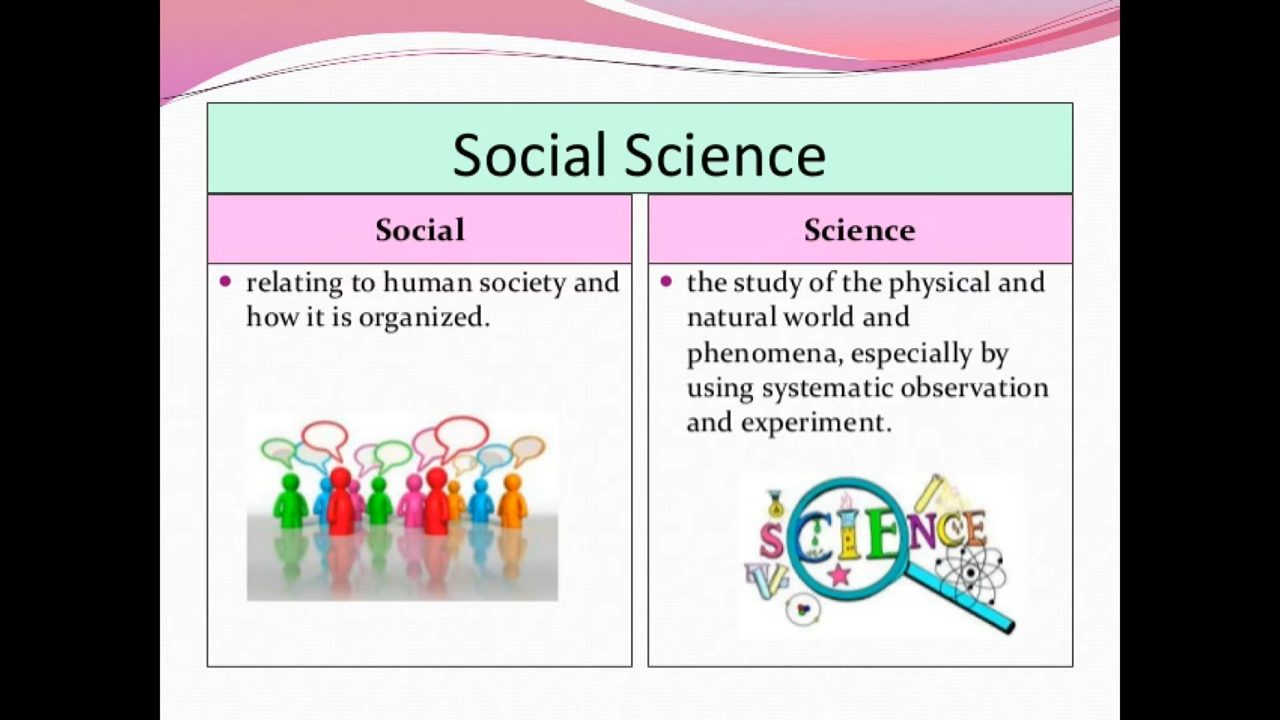 Social Science
Social
relating to human society and
how it is organized.
Science
the study of the physical and
natural world and
phenomena, especially by
using systematic observation
and experiment.
SCIENCE